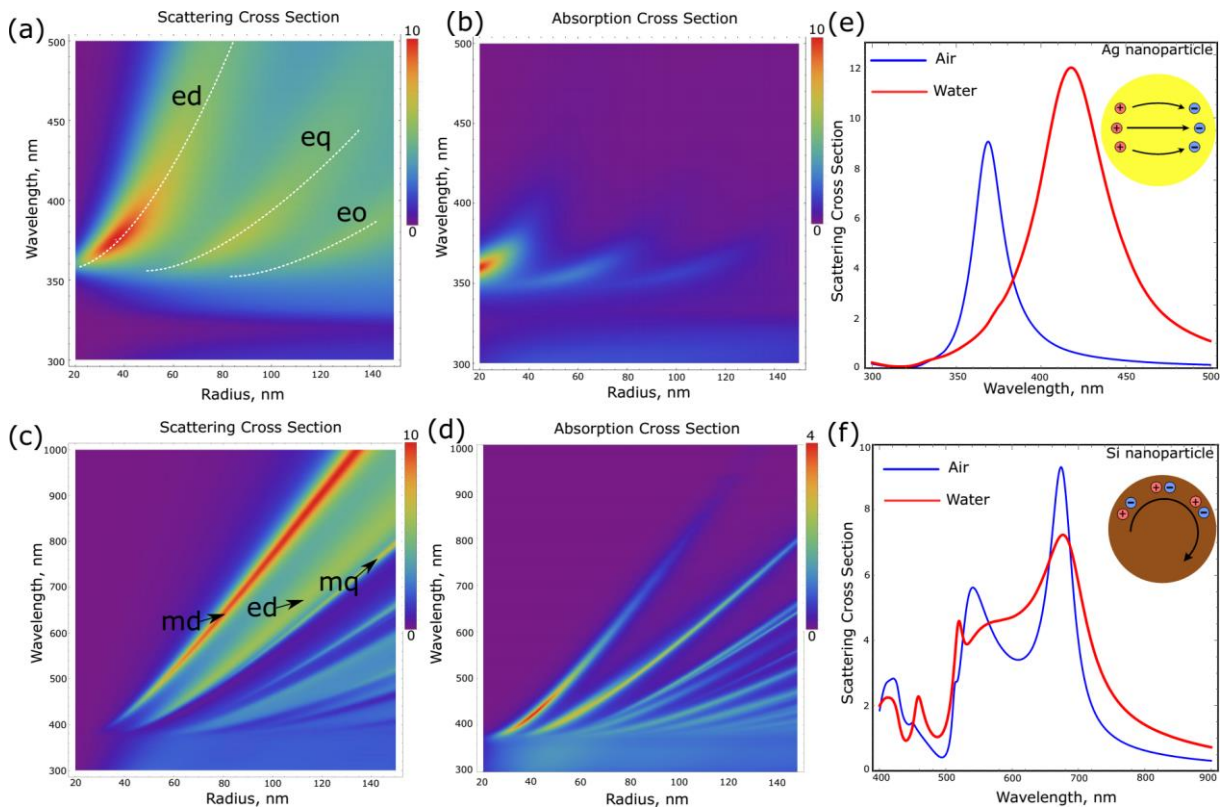 (a)
Scattering Cross Section
10
0
ed
eq
eo
500
450
400
350
300
Wavelength, nm
20
40
60
80
100
120
140
Radius, nm
(b)
Absorption Cross Section
10
0
500
450
400
350
300
Wavelength, nm
20
40
60
80
100
120
140
Radius, nm
(e)
Ag nanoparticle
Air
Water
+ -
+ -
+ -
12
10
8
6
4
2
0
Scattering Cross Section
300
350
400
450
500
Wavelength, nm
(c)
Scattering Cross Section
10
0
md
ed
mq
1000
900
800
700
600
500
400
300
Wavelength, nm
20
40
60
80
100
120
140
Radius, nm
(d)
Absorption Cross Section
4
0
1000
900
800
700
600
500
400
300
Wavelength, nm
20
40
60
80
100
120
140
Radius, nm
(f)
Si nanoparticle
Air
Water
+ - + - + -
10
8
6
4
2
0
Scattering Cross Section
400
500
600
700
800
900
Wavelength, nm